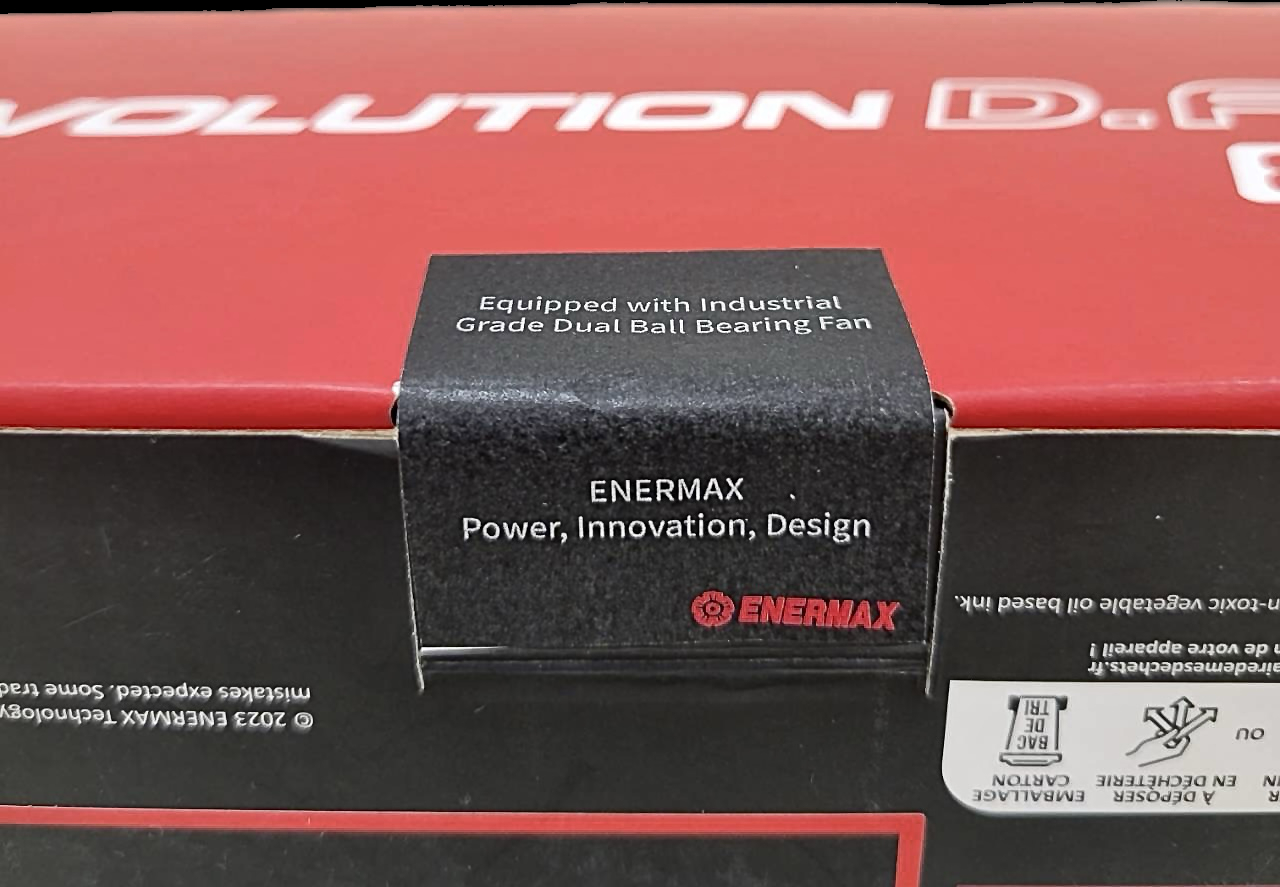 VOLUTION D.F
Equipped with Industrial
Grade Dual Ball Bearing Fan
ENERMAX
Power, Innovation, Design
ENERMAX
n-toxic vegetable oil based ink.
n de votre appareil !
airedemesdechets.fr
© 2023 ENERMAX Technology
mistakes expected. Some trad
EMBALLAGE
CARTON
BAC
DE
TRI
À DÉPOSER
EN DÉCHÈTERIE
OU